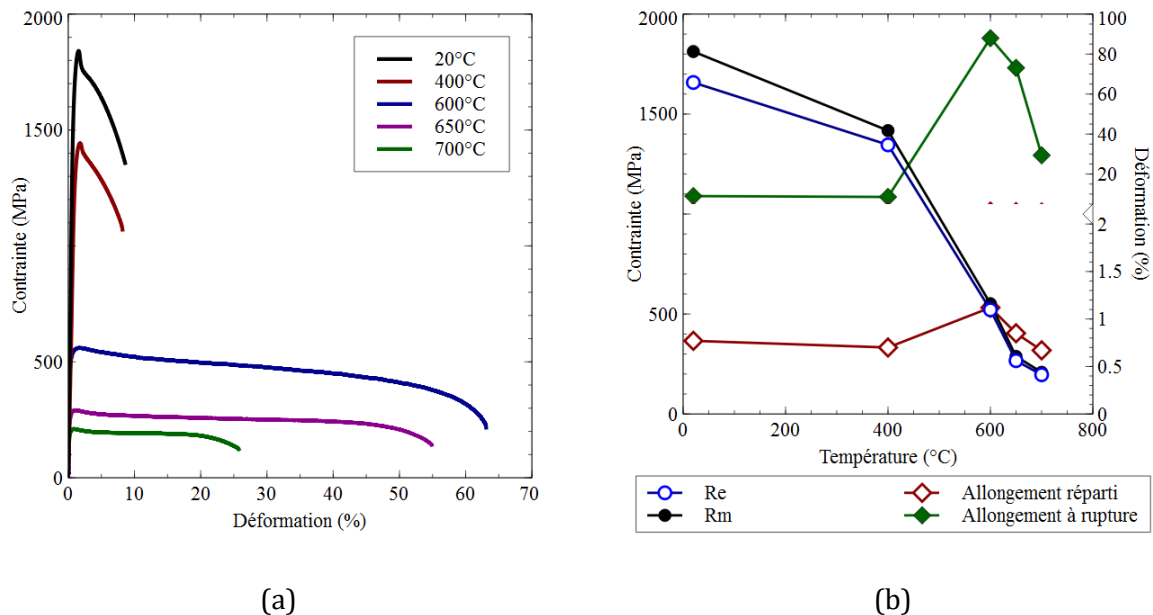 2000
1500
1000
500
0
0 10 20 30 40 50 60 70
Contrainte (MPa)
Déformation (%)
20°C
400°C
600°C
650°C
700°C
(a)
2000
1500
1000
500
0
0 200 400 600 800
Contrainte (MPa)
Température (°C)
100
80
60
40
20
2
1.5
1
0.5
0
Déformation (%)
Re
Rm
Allongement réparti
Allongement à rupture
(b)